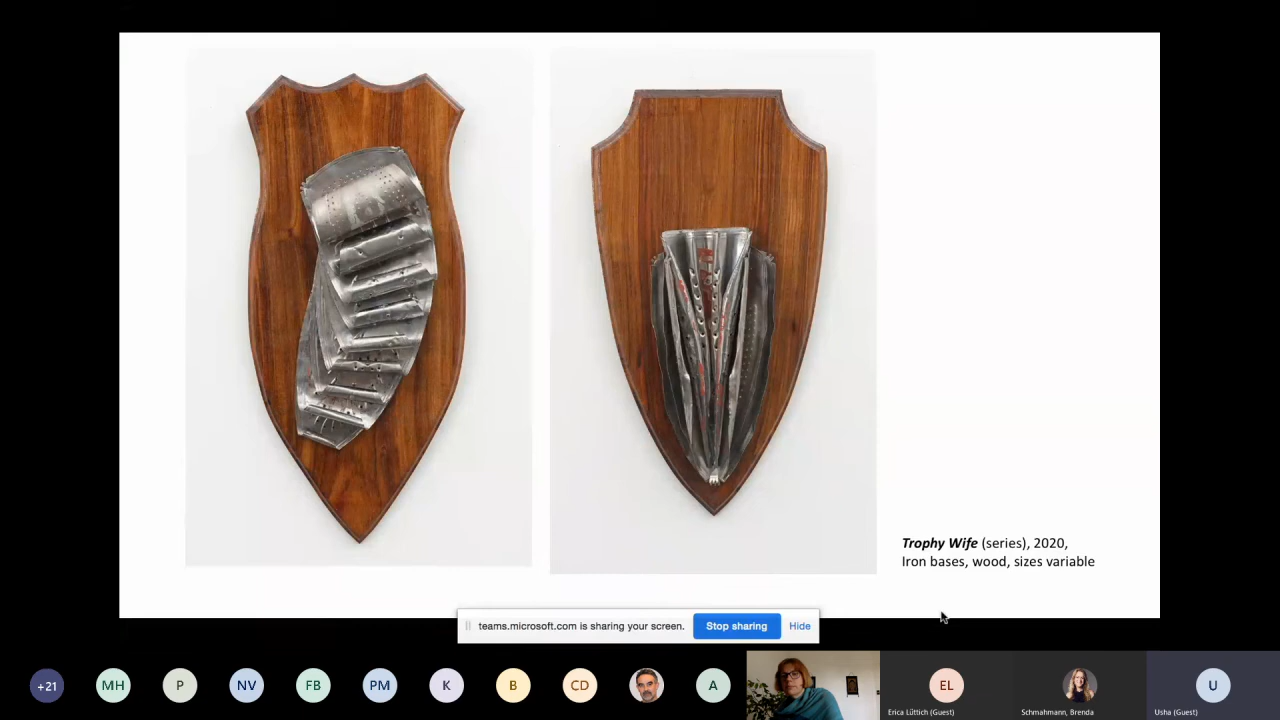 Trophy Wife (series), 2020,
Iron bases, wood, sizes variable
teams.microsoft.com is sharing your screen.
Stop sharing
Hide
+21
MH
P
NV
FB
PM
K
B
CD
A
EL
Erica Lüttich (Guest)
Schmahmann, Brenda
U
Usha (Guest)